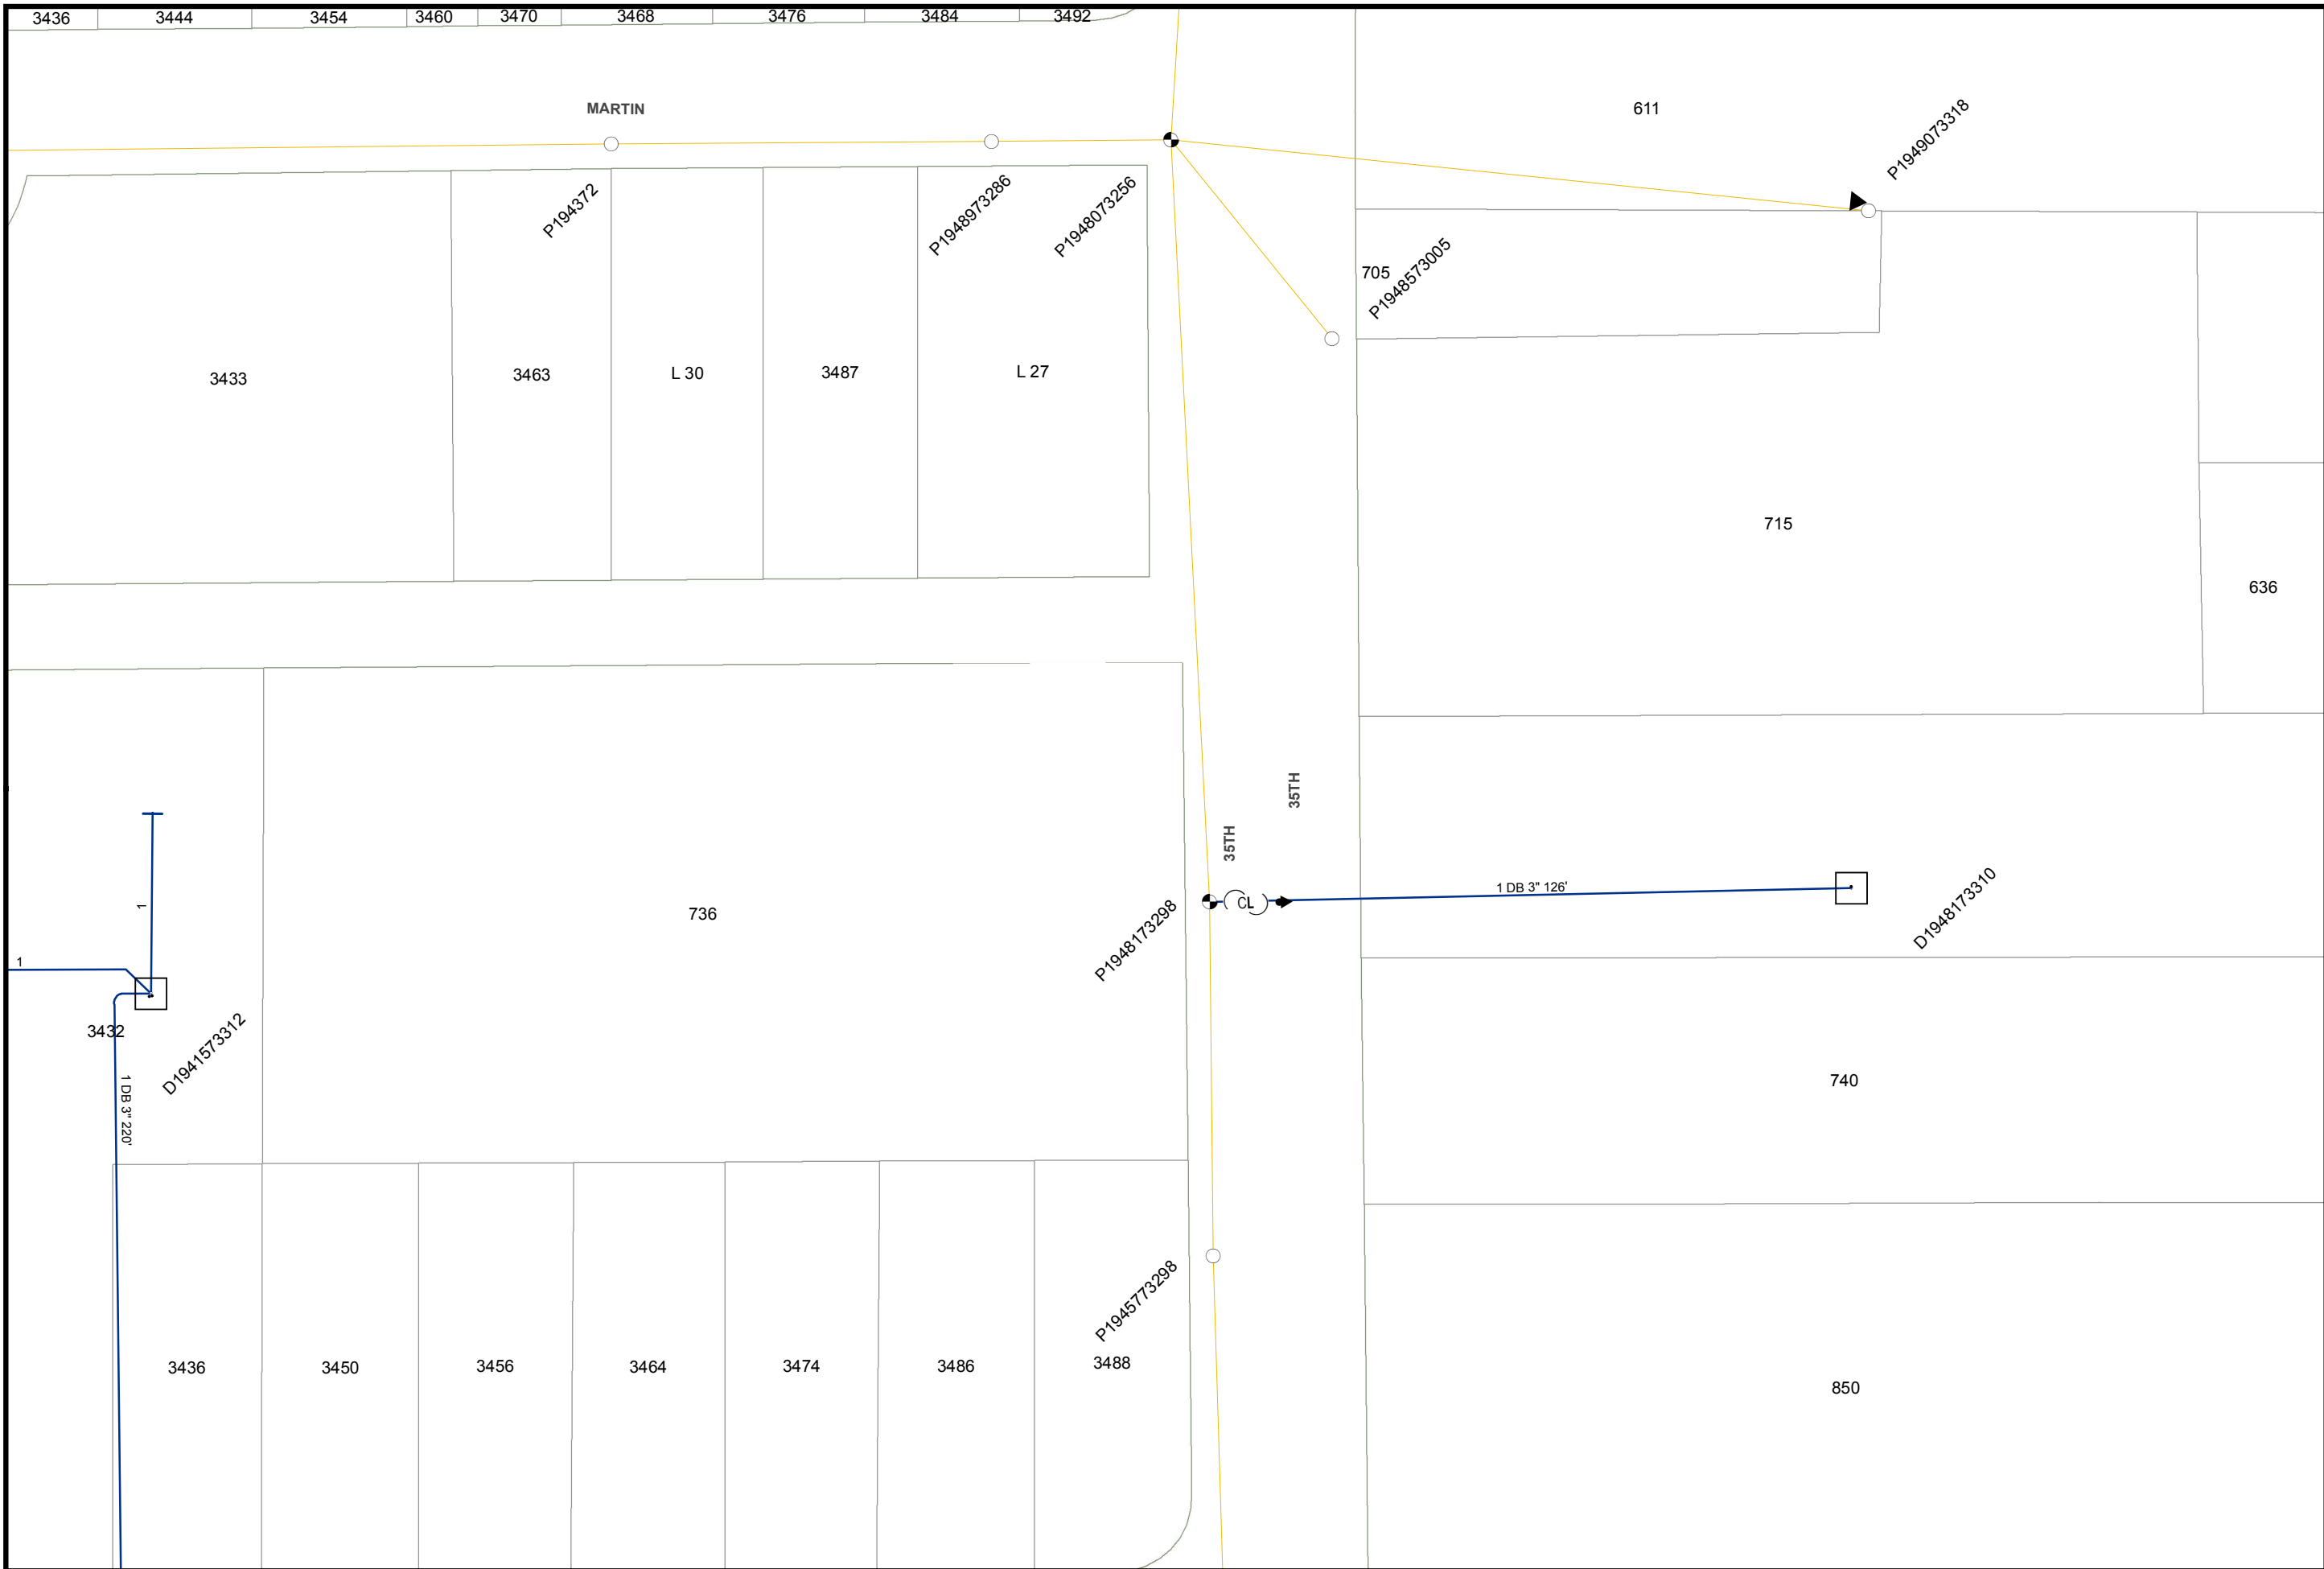 3436
3444
3454
3460
3470
3468
3476
3484
3492
MARTIN
611
P1949073318
P194372
P1948973286
P1948073256
705
P1948573005
3433
3463
L 30
3487
L 27
715
636
35TH
35TH
1 DB 3" 126'
D1948173310
736
P1948173298
CL
1
1
3432
D1941573312
1 DB 3" 220'
740
P1945773298
3436
3450
3456
3464
3474
3486
3488
850